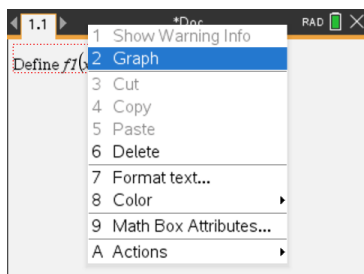 1.1 *Doc RAD
1 Show Warning Info
Define f1(x
2 Graph
3 Cut
4 Copy
5 Paste
6 Delete
7 Format text...
8 Color
9 Math Box Attributes...
A Actions